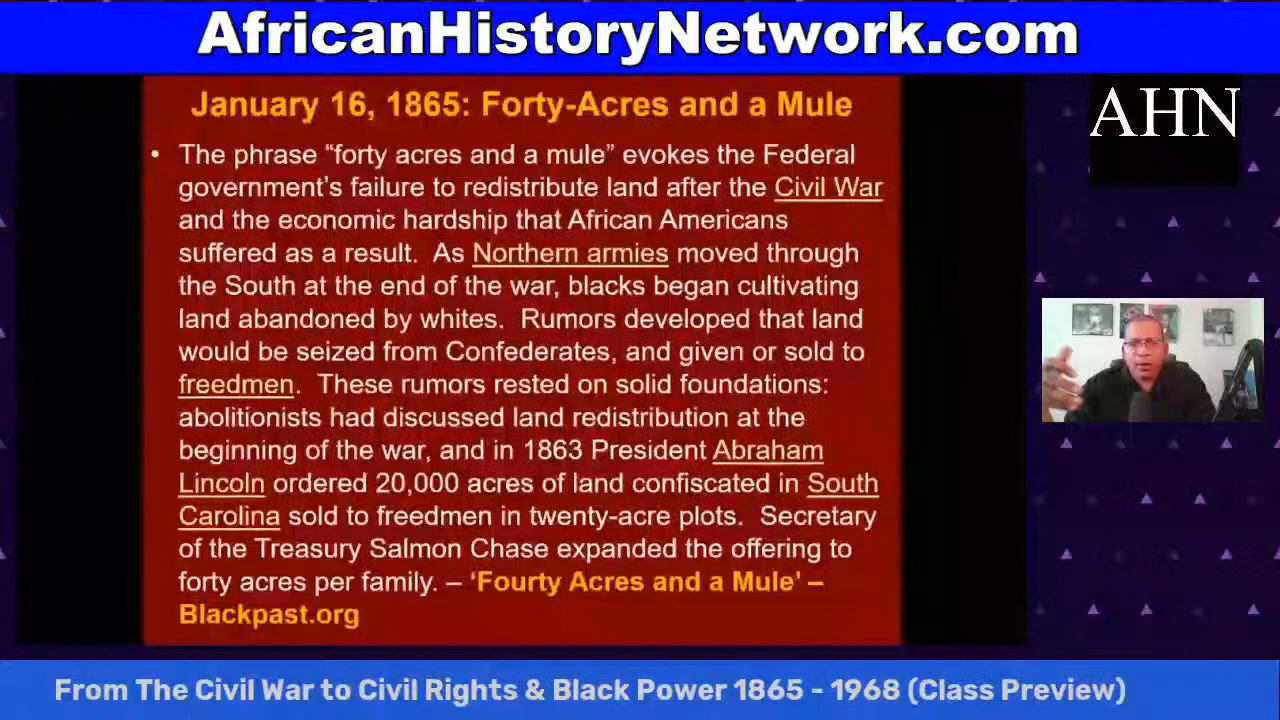 AfricanHistoryNetwork.com
AHN
January 16, 1865: Forty-Acres and a Mule
• The phrase “forty acres and a mule” evokes the Federal
government’s failure to redistribute land after the Civil War
and the economic hardship that African Americans
suffered as a result.  As Northern armies moved through
the South at the end of the war, blacks began cultivating
land abandoned by whites.  Rumors developed that land
would be seized from Confederates, and given or sold to
freedmen.  These rumors rested on solid foundations:
abolitionists had discussed land redistribution at the
beginning of the war, and in 1863 President Abraham
Lincoln ordered 20,000 acres of land confiscated in South
Carolina sold to freedmen in twenty-acre plots.  Secretary
of the Treasury Salmon Chase expanded the offering to
forty acres per family. – ‘Fourty Acres and a Mule’ –
Blackpast.org
From The Civil War to Civil Rights & Black Power 1865 - 1968 (Class Preview)